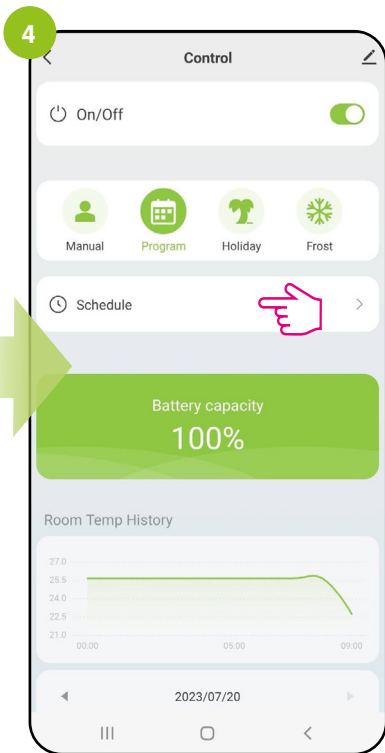 4
Control
On/Off
Manual Program Holiday Frost
Schedule
Battery capacity
100%
Room Temp History
27.0
25.5
24.0
22.5
21.0
00:00 05:00 09:00
2023/07/20